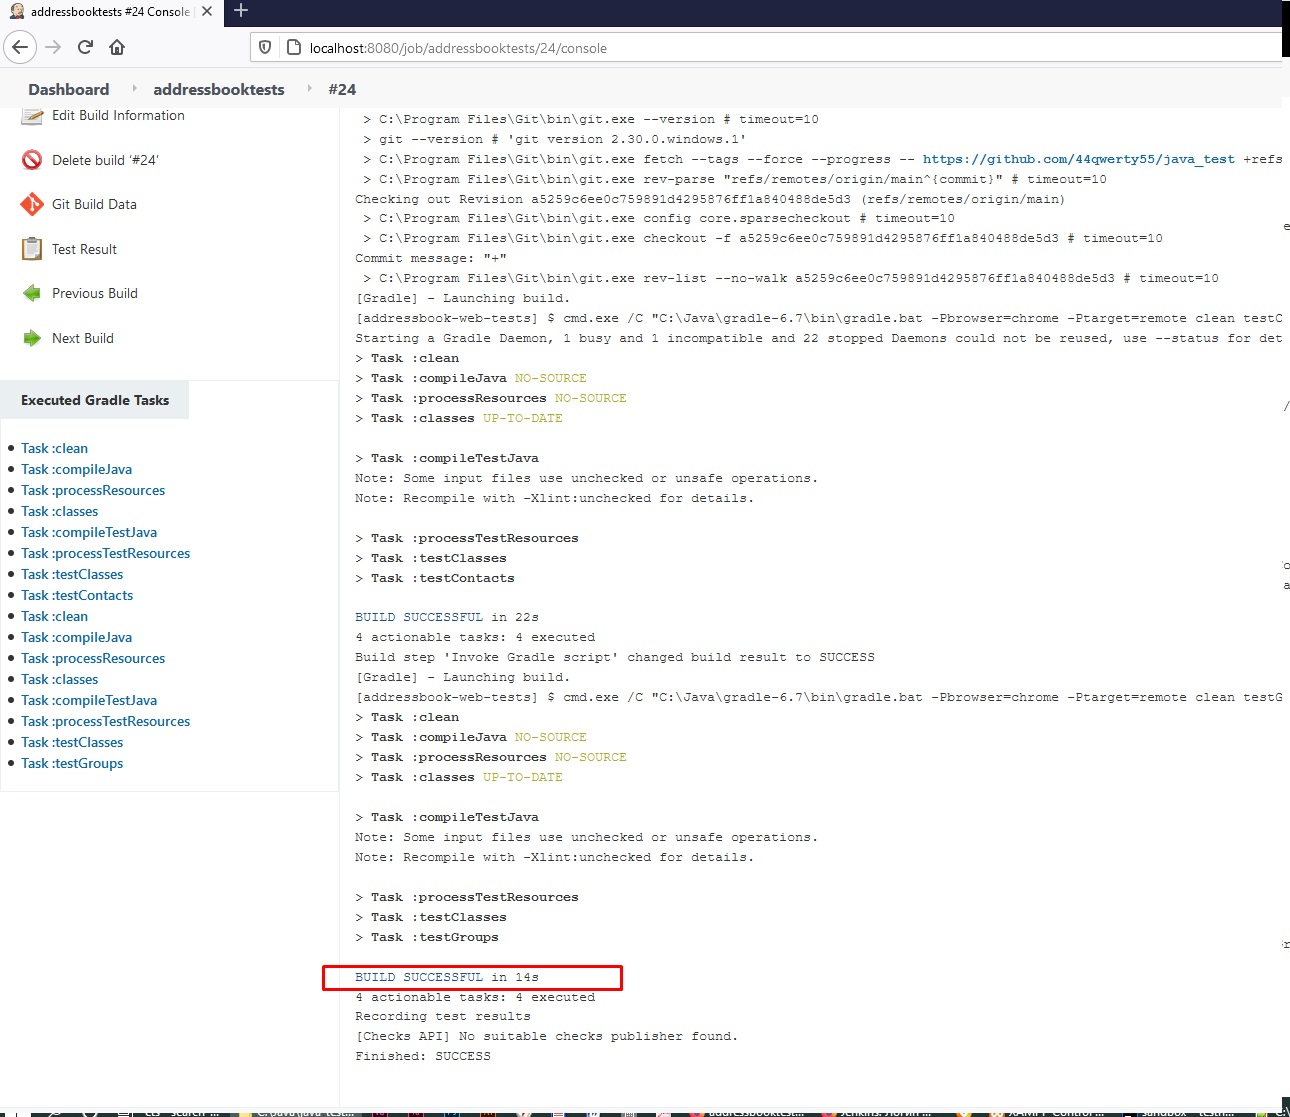 addressbooktests #24 Console
localhost:8080/job/addressbooktests/24/console
Dashboard addressbooktests #24
Edit Build Information
Delete build ‘#24’
Git Build Data
Test Result
Previous Build
Next Build
Executed Gradle Tasks
Task :clean
Task :compileJava
Task :processResources
Task :classes
Task :compileTestJava
Task :processTestResources
Task :testClasses
Task :testContacts
Task :clean
Task :compileJava
Task :processResources
Task :classes
Task :compileTestJava
Task :processTestResources
Task :testClasses
Task :testGroups
> C:\Program Files\Git\bin\git.exe --version # timeout=10
> git --version # 'git version 2.30.0.windows.1'
> C:\Program Files\Git\bin\git.exe fetch --tags --force --progress -- https://github.com/44qwerty55/java_test +refs
> C:\Program Files\Git\bin\git.exe rev-parse "refs/remotes/origin/main^{commit}" # timeout=10
Checking out Revision a5259c6ee0c759891d4295876ff1a840488de5d3 (refs/remotes/origin/main)
> C:\Program Files\Git\bin\git.exe config core.sparsecheckout # timeout=10
> C:\Program Files\Git\bin\git.exe checkout -f a5259c6ee0c759891d4295876ff1a840488de5d3 # timeout=10
Commit message: "+"
> C:\Program Files\Git\bin\git.exe rev-list --no-walk a5259c6ee0c759891d4295876ff1a840488de5d3 # timeout=10
[Gradle] - Launching build.
[addressbook-web-tests] $ cmd.exe /C "C:\Java\gradle-6.7\bin\gradle.bat -Pbrowser=chrome -Ptarget=remote clean testC
Starting a Gradle Daemon, 1 busy and 1 incompatible and 22 stopped Daemons could not be reused, use --status for det
> Task :clean
> Task :compileJava NO-SOURCE
> Task :processResources NO-SOURCE
> Task :classes UP-TO-DATE
> Task :compileTestJava
Note: Some input files use unchecked or unsafe operations.
Note: Recompile with -Xlint:unchecked for details.
> Task :processTestResources
> Task :testClasses
> Task :testContacts
BUILD SUCCESSFUL in 22s
4 actionable tasks: 4 executed
Build step 'Invoke Gradle script' changed build result to SUCCESS
[Gradle] - Launching build.
[addressbook-web-tests] $ cmd.exe /C "C:\Java\gradle-6.7\bin\gradle.bat -Pbrowser=chrome -Ptarget=remote clean testG
> Task :clean
> Task :compileJava NO-SOURCE
> Task :processResources NO-SOURCE
> Task :classes UP-TO-DATE
> Task :compileTestJava
Note: Some input files use unchecked or unsafe operations.
Note: Recompile with -Xlint:unchecked for details.
> Task :processTestResources
> Task :testClasses
> Task :testGroups
BUILD SUCCESSFUL in 14s
4 actionable tasks: 4 executed
Recording test results
[Checks API] No suitable checks publisher found.
Finished: SUCCESS